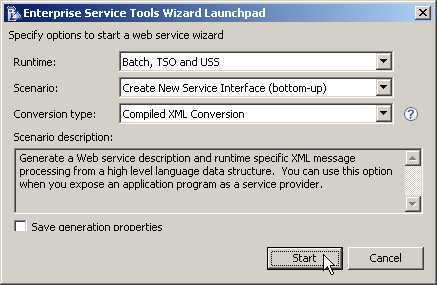 Enterprise Service Tools Wizard Launchpad
Specify options to start a web service wizard
Runtime: Batch, TSO and USS
Scenario: Create New Service Interface (bottom-up)
Conversion type: Compiled XML Conversion
Scenario description:
Generate a Web service description and runtime specific XML message
processing from a high level language data structure. You can use this option
when you expose an application program as a service provider.
Save generation properties
Start Cancel